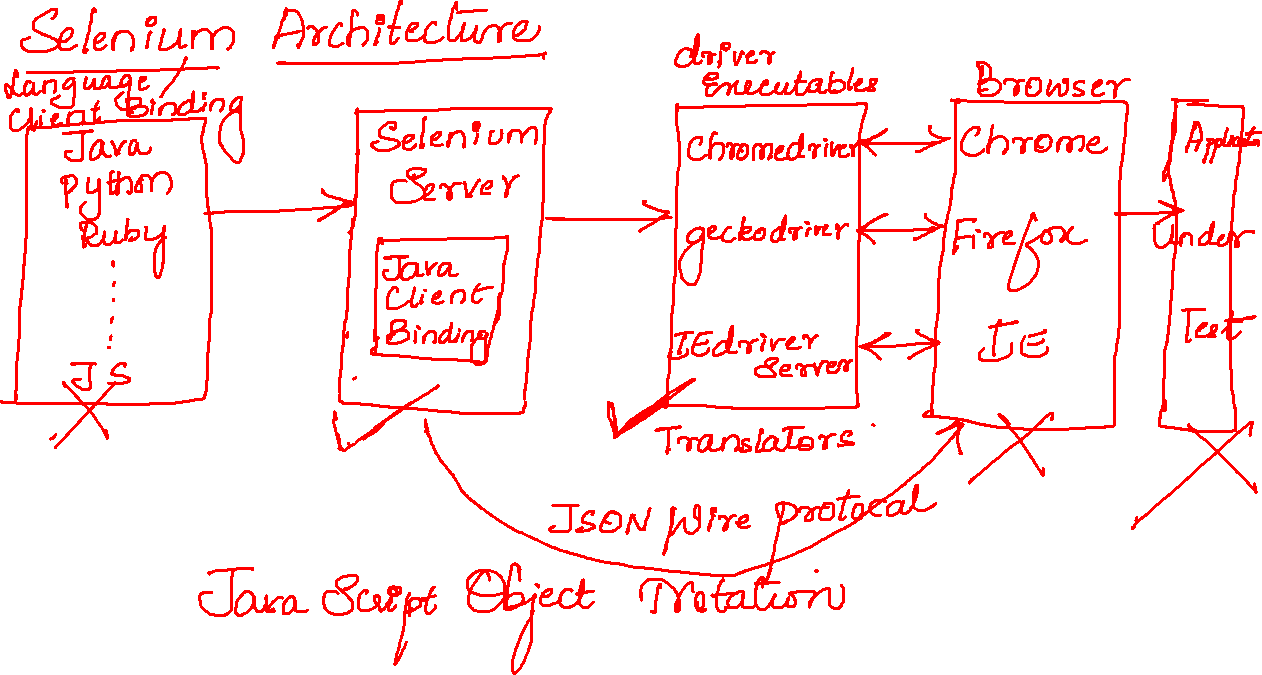 Selenium Architecture
Language
Client Binding
Java
Python
Ruby
JS
Selenium
Server
Java
Client
Binding
driver
Executables
Chromedriver
geckodriver
IEdriver
Server
Translators
Browser
Chrome
Firefox
IE
Under
Test
JSON Wire Protocal
Java Script Object Notation